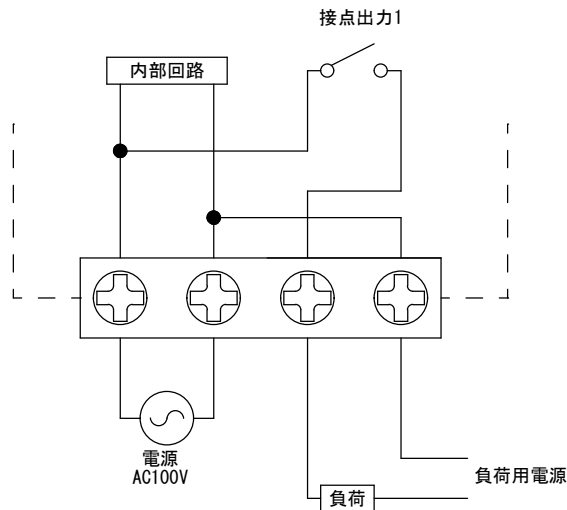 接点出力1
内部回路
電源
AC100V
負荷用電源
負荷